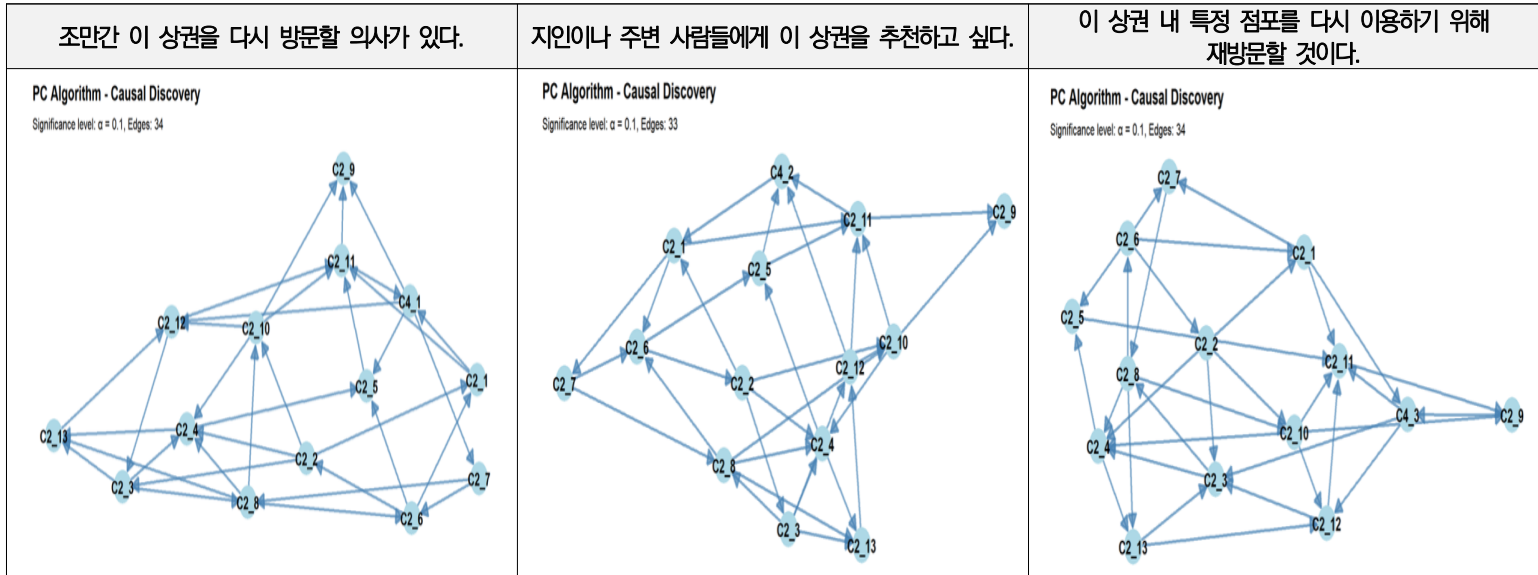 조만간 이 상권을 다시 방문할 의사가 있다.
지인이나 주변 사람들에게 이 상권을 추천하고 싶다.
이 상권 내 특정 점포를 다시 이용하기 위해
재방문할 것이다.
PC Algorithm - Causal Discovery
Significance level: α = 0.1, Edges: 34
C2_9
C2_11
C4_1
C2_12
C2_10
C2_1
C2_5
C2_13
C2_4
C2_2
C2_3
C2_8
C2_7
C2_6
PC Algorithm - Causal Discovery
Significance level: α = 0.1, Edges: 33
C4_2
C2_9
C2_11
C2_1
C2_5
C2_10
C2_6
C2_12
C2_7
C2_2
C2_4
C2_8
C2_3
C2_13
PC Algorithm - Causal Discovery
Significance level: α = 0.1, Edges: 34
C2_7
C2_6
C2_1
C2_5
C2_2
C2_11
C2_8
C4_3
C2_9
C2_10
C2_4
C2_3
C2_12
C2_13